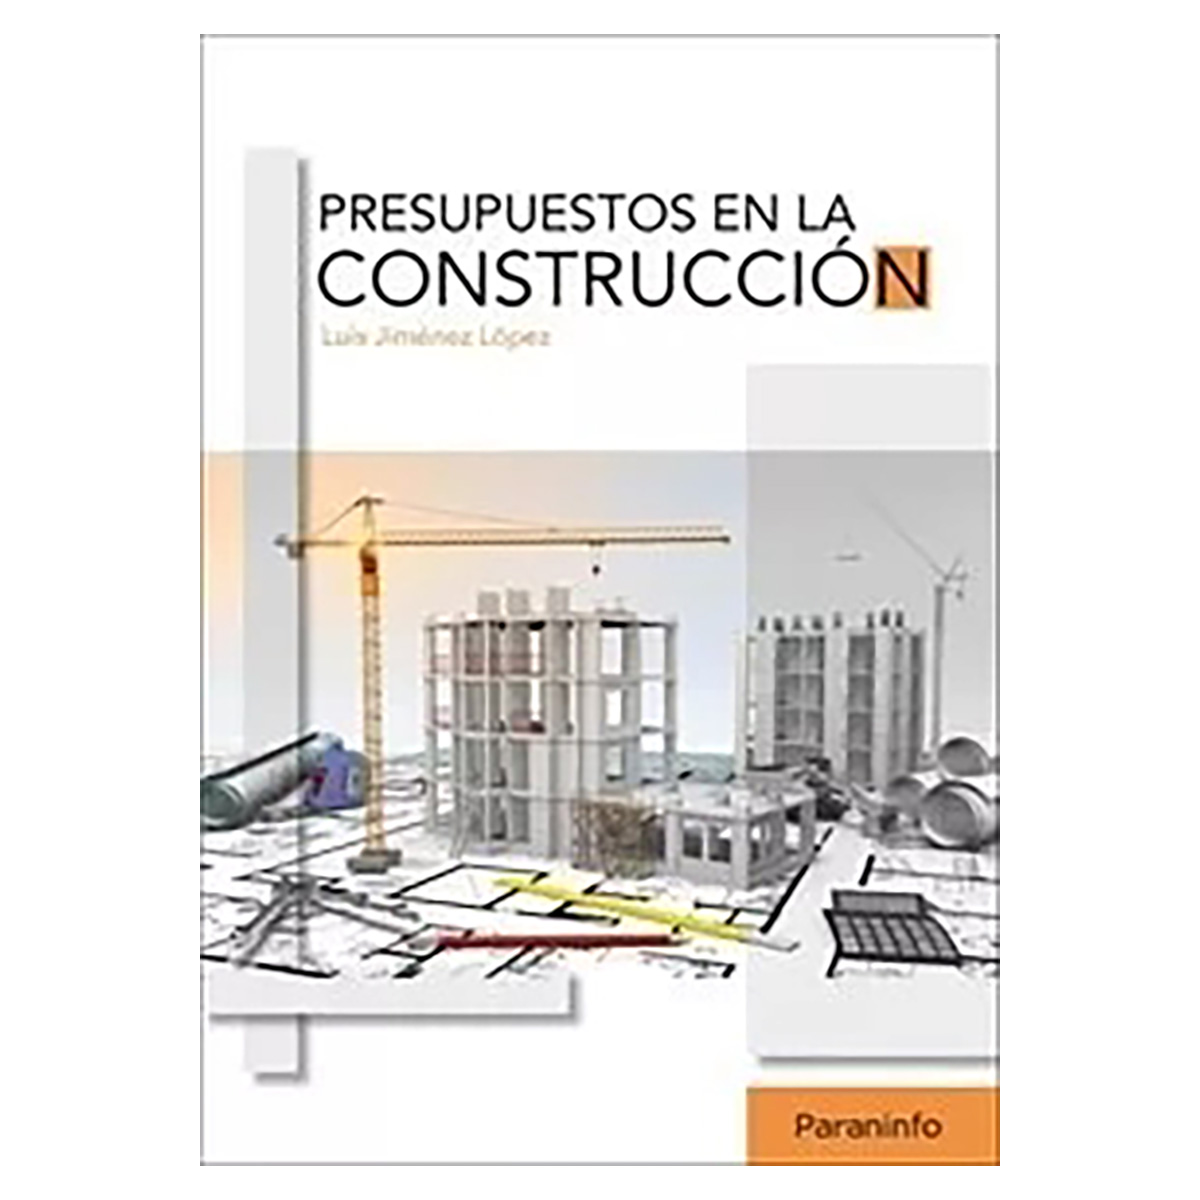 PRESUPUESTOS EN LA
CONSTRUCCIÓN
Luis Jiménez López
Paraninfo